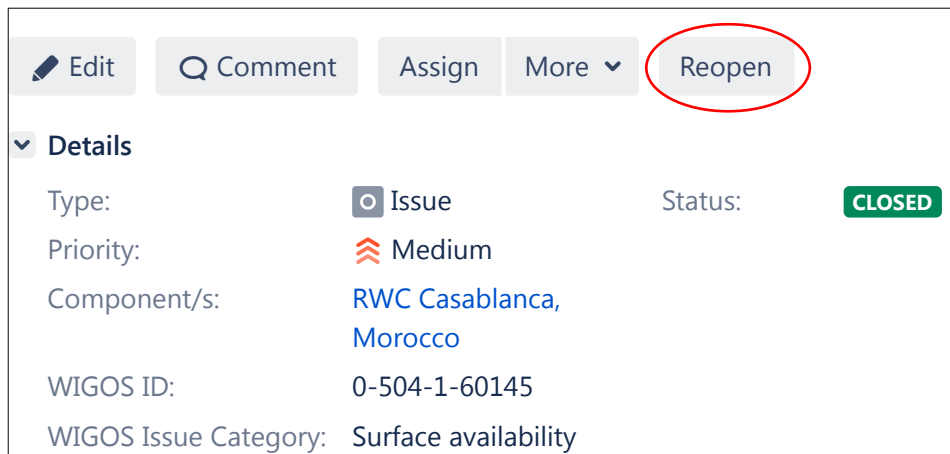 Edit Comment Assign More Reopen
Details
Type: Issue Status: CLOSED
Priority: Medium
Component/s: RWC Casablanca,
Morocco
WIGOS ID: 0-504-1-60145
WIGOS Issue Category: Surface availability